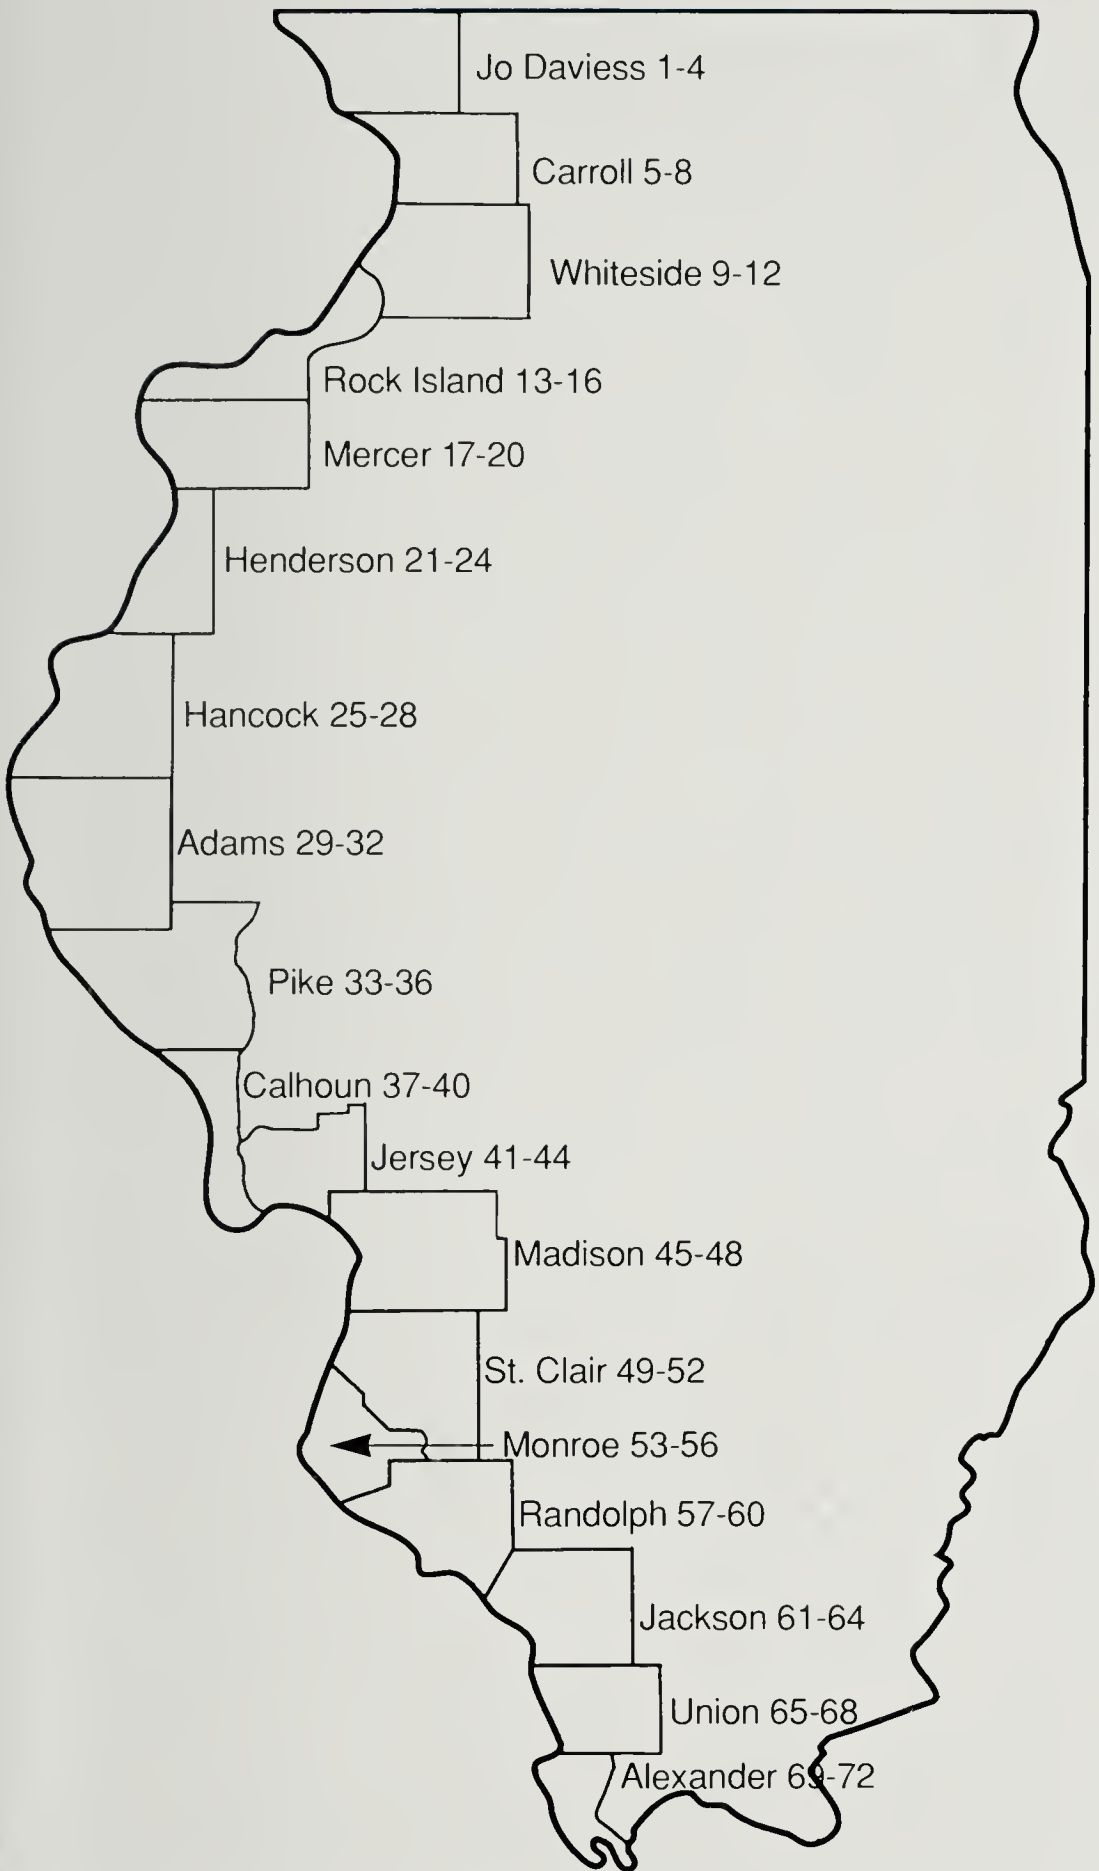 Jo Daviess 1-4
Carroll 5-8
Whiteside 9-12
Rock Island 13-16
Mercer 17-20
Henderson 21-24
Hancock 25-28
Adams 29-32
Pike 33-36
Calhoun 37-40
Jersey 41-44
Madison 45-48
St. Clair 49-52
Monroe 53-56
Randolph 57-60
Jackson 61-64
Union 65-68
Alexander 69-72